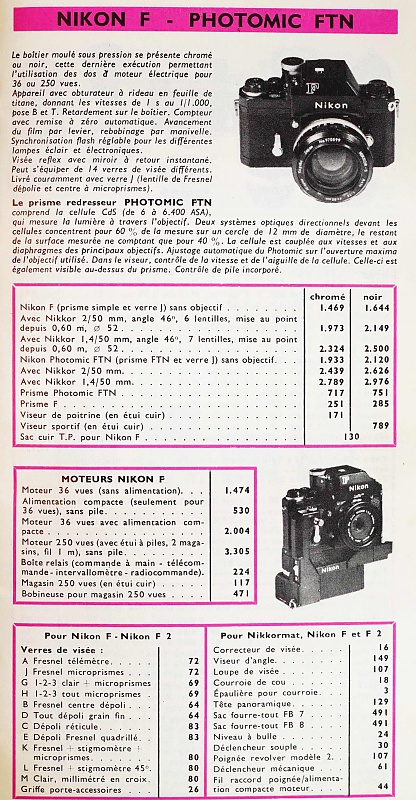 NIKON F - PHOTOMIC FTN
Le boîtier moulé sous pression se présente chromé
ou noir, cette dernière exécution permettant
l'utilisation des dos à moteur électrique pour
36 ou 250 vues.
Appareil avec obturateur à rideau en feuille de
titane, donnant les vitesses de 1 s au 1/1.000,
pose B et T. Retardement sur le boîtier. Compteur
avec remise à zéro automatique. Avancement
du film par levier, rebobinage par manivelle.
Synchronisation flash réglable pour les différentes
lampes éclair et électroniques.
Visée reflex avec miroir à retour instantané.
Peut s'équiper de 14 verres de visée différents.
Livré couramment avec verre J (lentille de Fresnel
dépolie et centre à microprismes).
Le prisme redresseur PHOTOMIC FTN
comprend la cellule CdS (de 6 à 6.400 ASA),
qui mesure la lumière à travers l'objectif. Deux systèmes optiques directionnels devant les
cellules concentrent pour 60 % de la mesure sur un cercle de 12 mm de diamètre, le restant
de la surface mesurée ne comptant que pour 40 %. La cellule est couplée aux vitesses et aux
diaphragmes des principaux objectifs. Ajustage automatique du Photomic sur l'ouverture maxima
de l'objectif utilisé. Dans le viseur, contrôle de la vitesse et de l'aiguille de la cellule. Celle-ci est
également visible au-dessus du prisme. Contrôle de pile incorporé.
F
Nikon
chromé noir
Nikon F (prisme simple et verre J) sans objectif . . . 1.469 1.644
Avec Nikkor 2/50 mm, angle 46°, 6 lentilles, mise au point
depuis 0,60 m, ∅ 52 . . . 1.973 2.149
Avec Nikkor 1,4/50 mm, angle 46°, 7 lentilles, mise au point
depuis 0,60 m, ∅ 52 . . . 2.324 2.500
Nikon Photomic FTN (prisme FTN et verre J) sans objectif . . . 1.933 2.120
Avec Nikkor 2/50 mm. . . . 2.439 2.626
Avec Nikkor 1,4/50 mm. . . . 2.789 2.976
Prisme Photomic FTN . . . 717 751
Prisme F . . . 251 285
Viseur de poitrine (en étui cuir) . . . 171
Viseur sportif (en étui cuir) . . . 789
Sac cuir T.P. pour Nikon F . . . 130
MOTEURS NIKON F
Moteur 36 vues (sans alimentation). . . 1.474
Alimentation compacte (seulement pour
36 vues), sans pile . . . 530
Moteur 36 vues avec alimentation com-
pacte . . . 2.004
Moteur 250 vues (avec étui à piles, 2 maga-
sins, fil 1 m), sans pile . . . 3.305
Boîte relais (commande à main - télécom-
mande - intervallomètre - radiocommande). 224
Magasin 250 vues (en étui cuir) . . . 117
Bobineuse pour magasin 250 vues . . . 471
F
Nikon
Nikon
Pour Nikon F - Nikon F 2
Verres de visée :
A Fresnel télémètre. . . . 72
J Fresnel microprismes . . . 72
G 1-2-3 clair + microprismes 69
H 1-2-3 tout microprismes . 69
B Fresnel centre dépoli . . . 64
D Tout dépoli grain fin . . . 64
C Dépoli réticule. . . . 83
E Dépoli Fresnel quadrillé. . 83
K Fresnel + stigmomètre +
microprismes. . . . 80
L Fresnel + stigmomètre 45°. 80
M Clair, millimétré en croix. 80
Griffe porte-accessoires . . . 26
Pour Nikkormat, Nikon F et F 2
Correcteur de visée. . . . 16
Viseur d'angle. . . . 149
Loupe de visée . . . 107
Courroie de cou . . . 18
Épaulière pour courroie. . . 3
Tête panoramique. . . . 129
Sac fourre-tout FB 7 . . . 491
Sac fourre-tout FB 8 . . . 491
Niveau à bulle . . . 24
Déclencheur souple . . . 30
Poignée revolver modèle 2. . 107
Déclencheur mécanique . . . 61
Fil raccord poignée/alimenta-
tion compacte moteur. . . . 44